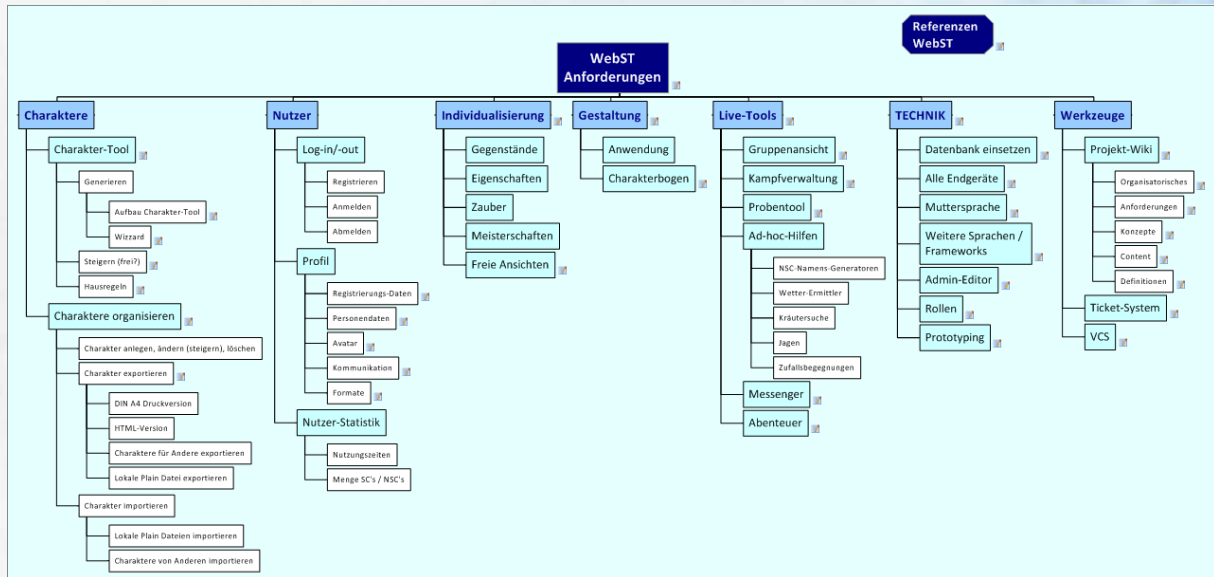 Referenzen
WebST
WebST
Anforderungen
Charaktere
Charakter-Tool
Generieren
Aufbau Charakter-Tool
Wizzard
Steigern (frei?)
Hausregeln
Charaktere organisieren
Charakter anlegen, ändern (steigern), löschen
Charakter exportieren
DIN A4 Druckversion
HTML-Version
Charaktere für Andere exportieren
Lokale Plain Datei exportieren
Charakter importieren
Lokale Plain Dateien importieren
Charaktere von Anderen importieren
Nutzer
Log-in/-out
Registrieren
Anmelden
Abmelden
Profil
Registrierungs-Daten
Personendaten
Avatar
Kommunikation
Formate
Nutzer-Statistik
Nutzungszeiten
Menge SC's / NSC's
Individualisierung
Gegenstände
Eigenschaften
Zauber
Meisterschaften
Freie Ansichten
Gestaltung
Anwendung
Charakterbogen
Live-Tools
Gruppenansicht
Kampfverwaltung
Probentool
Ad-hoc-Hilfen
NSC-Namens-Generatoren
Wetter-Ermittler
Kräutersuche
Jagen
Zufallsbegegnungen
Messenger
Abenteuer
TECHNIK
Datenbank einsetzen
Alle Endgeräte
Muttersprache
Weitere Sprachen /
Frameworks
Admin-Editor
Rollen
Prototyping
Werkzeuge
Projekt-Wiki
Organisatorisches
Anforderungen
Konzepte
Content
Definitionen
Ticket-System
VCS